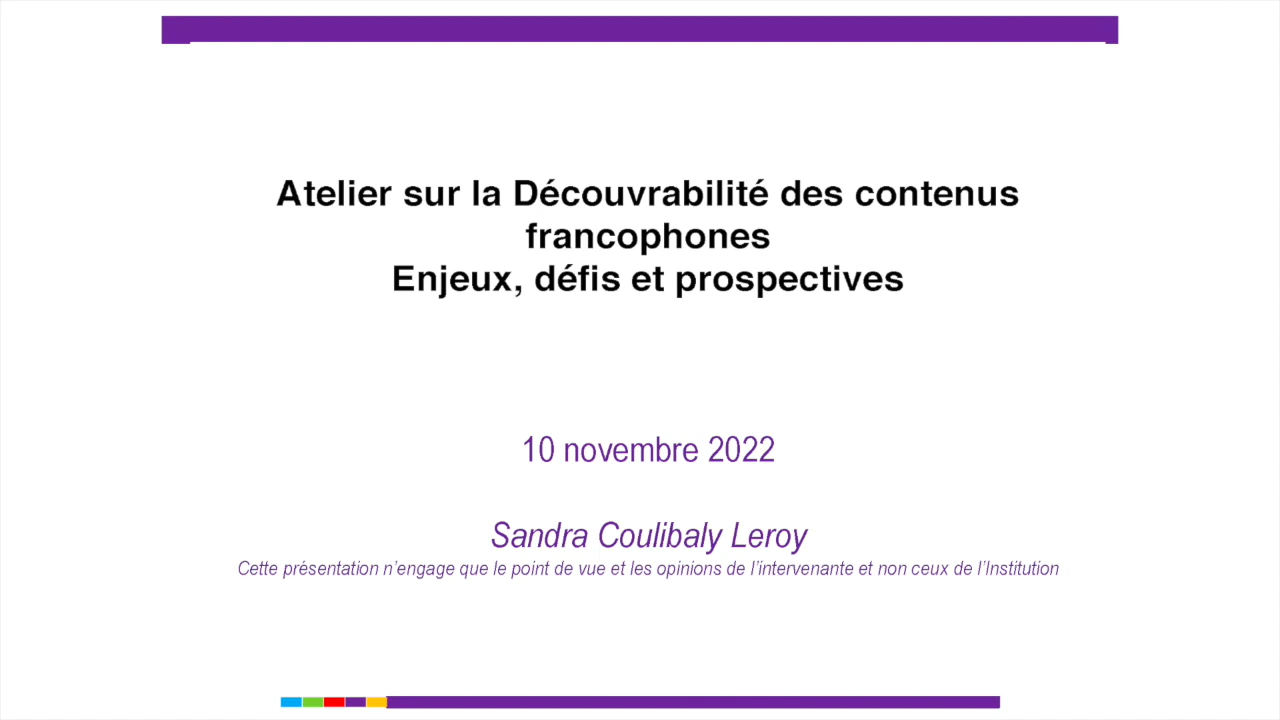 Atelier sur la Découvrabilité des contenus
francophones
Enjeux, défis et prospectives
10 novembre 2022
Sandra Coulibaly Leroy
Cette présentation n’engage que le point de vue et les opinions de l’intervenante et non ceux de l’Institution